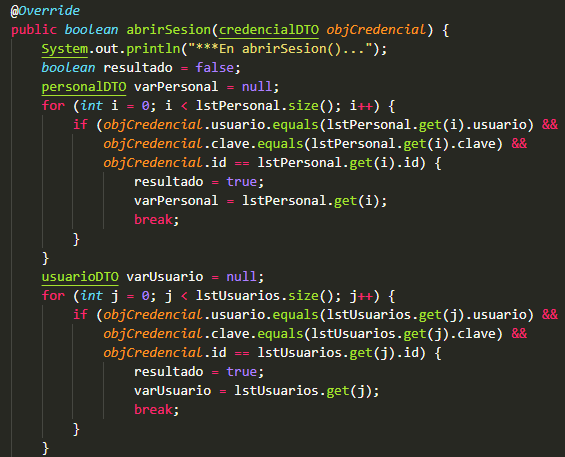 @Override
public boolean abrirSesion(credencialDTO objCredencial) {
System.out.println("***En abrirSesion()...");
boolean resultado = false;
personalDTO varPersonal = null;
for (int i = 0; i < lstPersonal.size(); i++) {
if (objCredencial.usuario.equals(lstPersonal.get(i).usuario) &&
objCredencial.clave.equals(lstPersonal.get(i).clave) &&
objCredencial.id == lstPersonal.get(i).id) {
resultado = true;
varPersonal = lstPersonal.get(i);
break;
}
}
usuarioDTO varUsuario = null;
for (int j = 0; j < lstUsuarios.size(); j++) {
if (objCredencial.usuario.equals(lstUsuarios.get(j).usuario) &&
objCredencial.clave.equals(lstUsuarios.get(j).clave) &&
objCredencial.id == lstUsuarios.get(j).id) {
resultado = true;
varUsuario = lstUsuarios.get(j);
break;
}
}